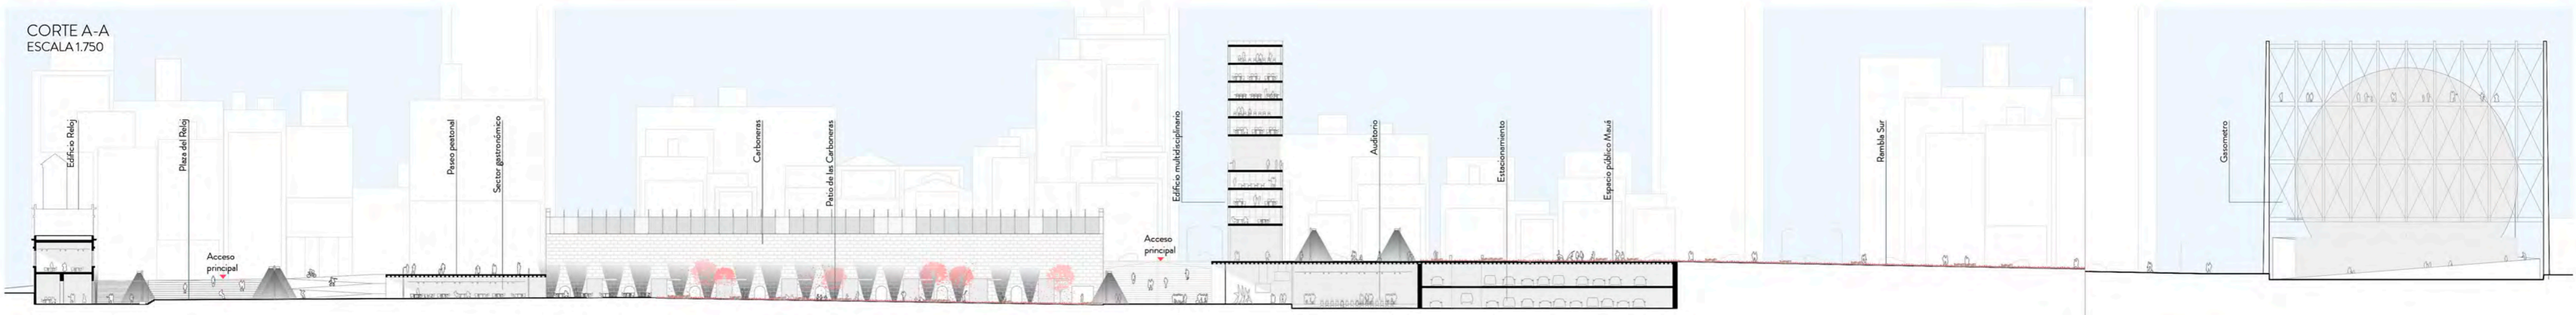 CORTE A-A
ESCALA 1.750
Edificio Reloj
Plaza del Reloj
Acceso
principal
Paseo peatonal
Sector gastronómico
Carboneras
Patio de las Carboneras
Acceso
principal
Edificio multidisciplinario
Auditorio
Estacionamiento
Espacio público Mauá
Rambla Sur
Gasometro